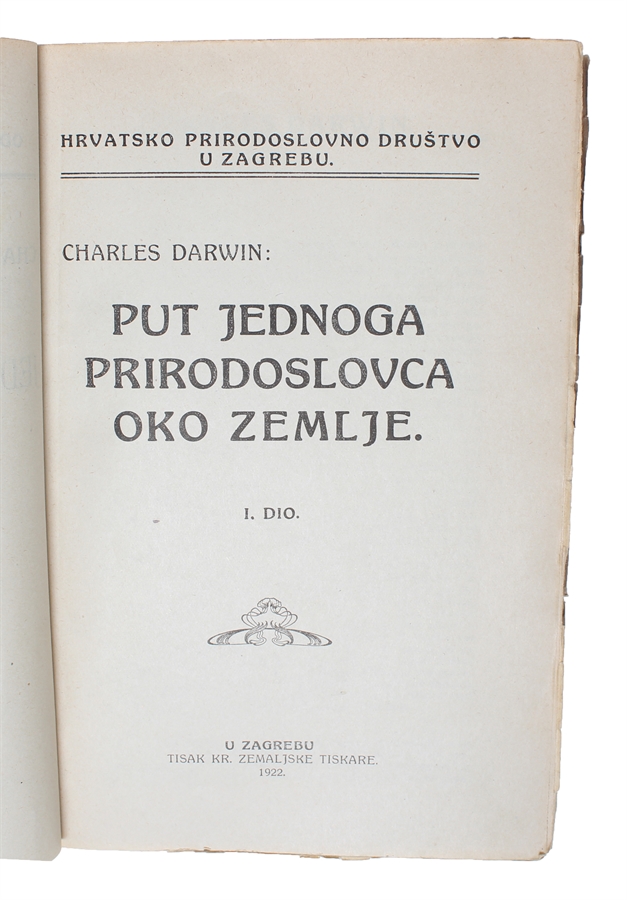 HRVATSKO PRIRODOSLOVNO DRUŠTVO
U ZAGREBU.
CHARLES DARWIN:
PUT JEDNOGA
PRIRODOSLOVCA
OKO ZEMLJE.
I. DIO.
U ZAGREBU
TISAK KR. ZEMALJSKE TISKARE.
1922.